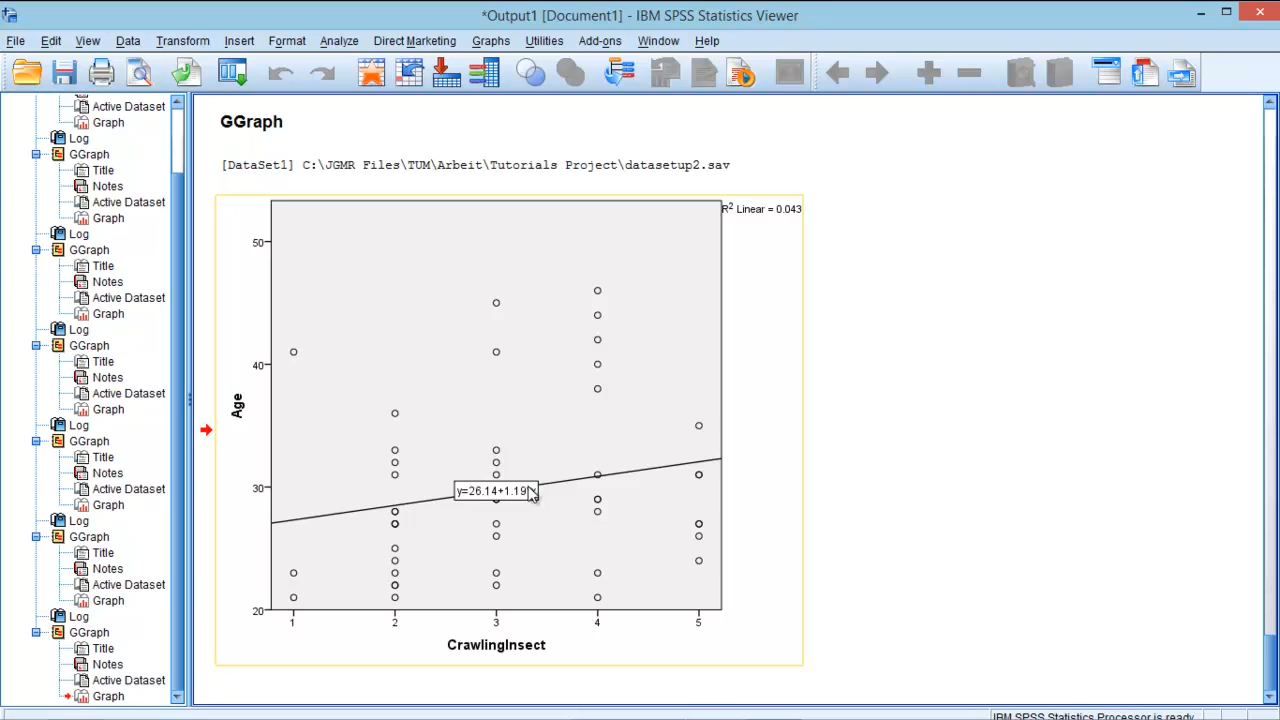 *Output1 [Document1] - IBM SPSS Statistics Viewer
File Edit View Data Transform Insert Format Analyze Direct Marketing Graphs Utilities Add-ons Window Help
Active Dataset
Graph
Log
GGraph
Title
Notes
Active Dataset
Graph
Log
GGraph
Title
Notes
Active Dataset
Graph
Log
GGraph
Title
Notes
Active Dataset
Graph
Log
GGraph
Title
Notes
Active Dataset
Graph
Log
GGraph
Title
Notes
Active Dataset
Graph
Log
GGraph
Title
Notes
Active Dataset
Graph
GGraph
[DataSet1] C:\JGMR Files\TUM\Arbeit\Tutorials Project\datasetup2.sav
R² Linear = 0.043
50
40
30
20
Age
y=26.14+1.19
1 2 3 4 5
CrawlingInsect
IBM SPSS Statistics Processor is ready